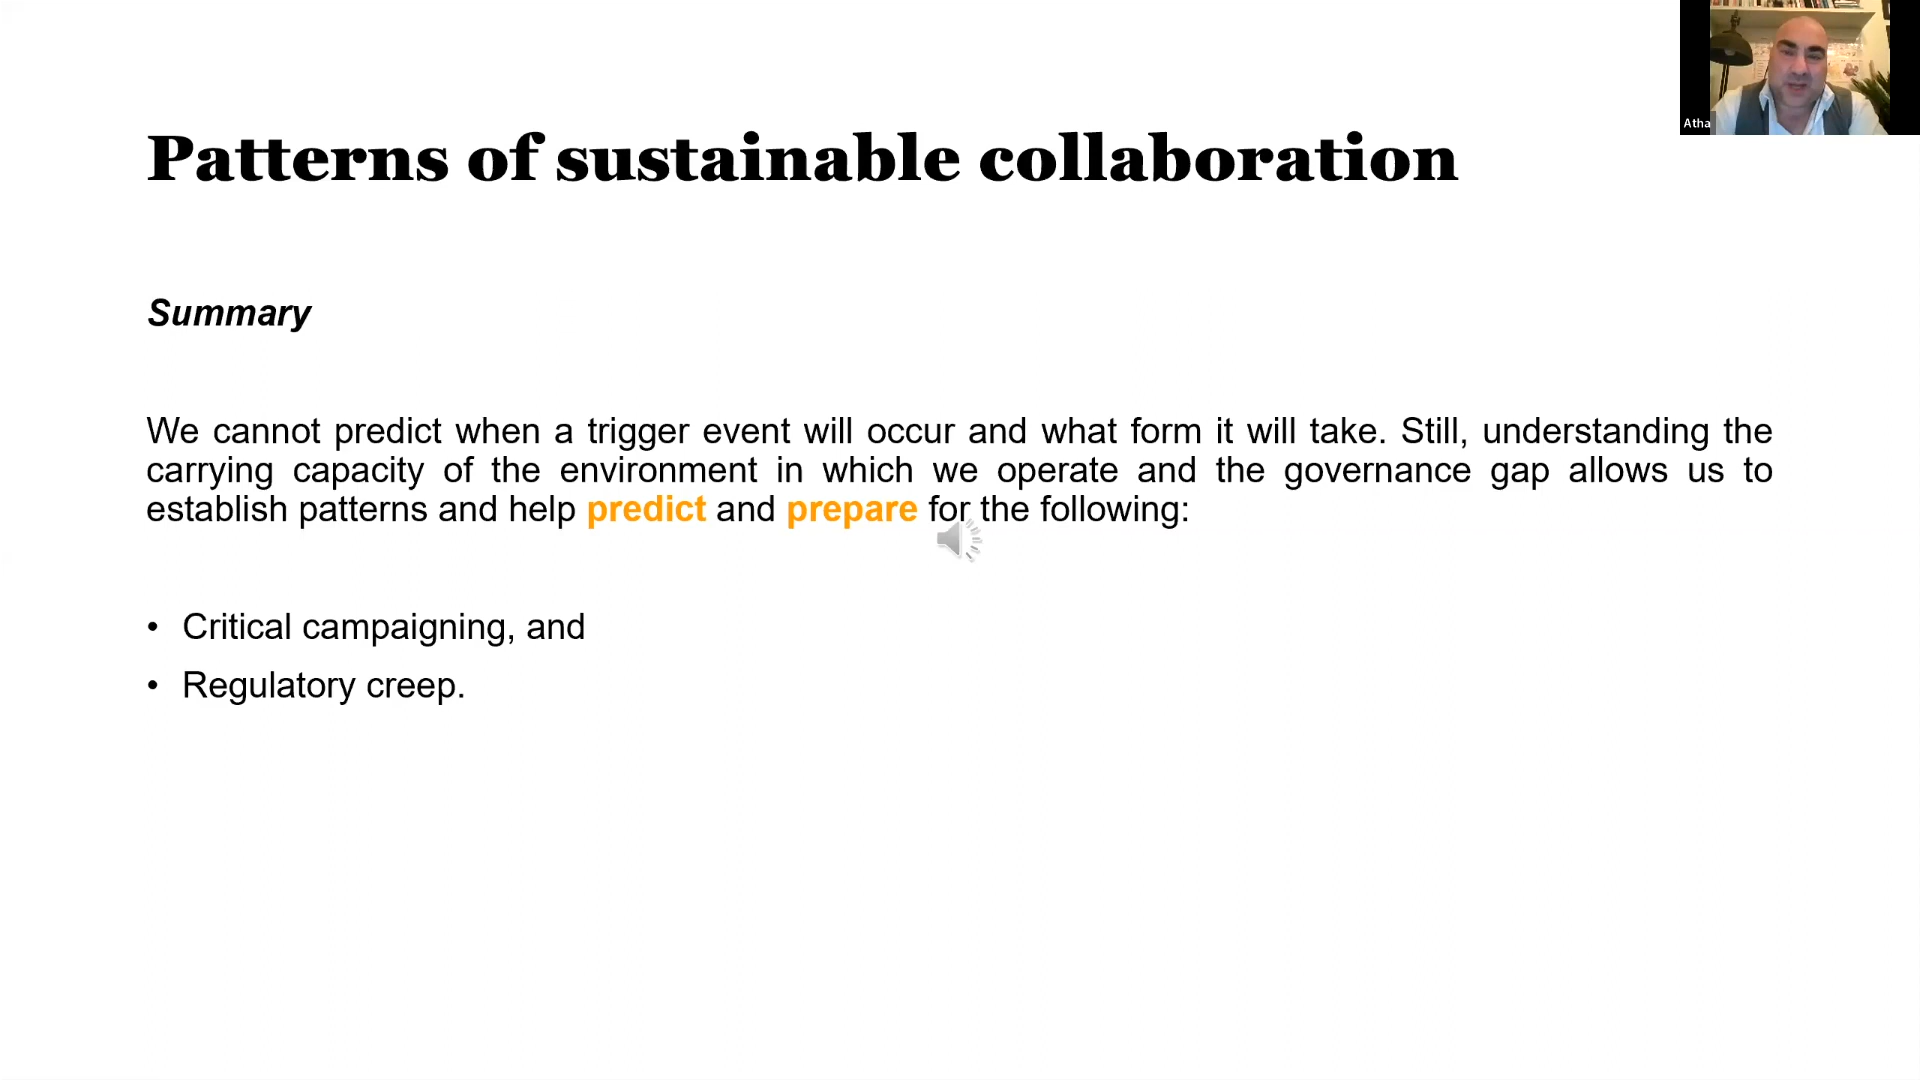 Atha
Patterns of sustainable collaboration
Summary
We cannot predict when a trigger event will occur and what form it will take. Still, understanding the
carrying capacity of the environment in which we operate and the governance gap allows us to
establish patterns and help predict and prepare for the following:
• Critical campaigning, and
• Regulatory creep.